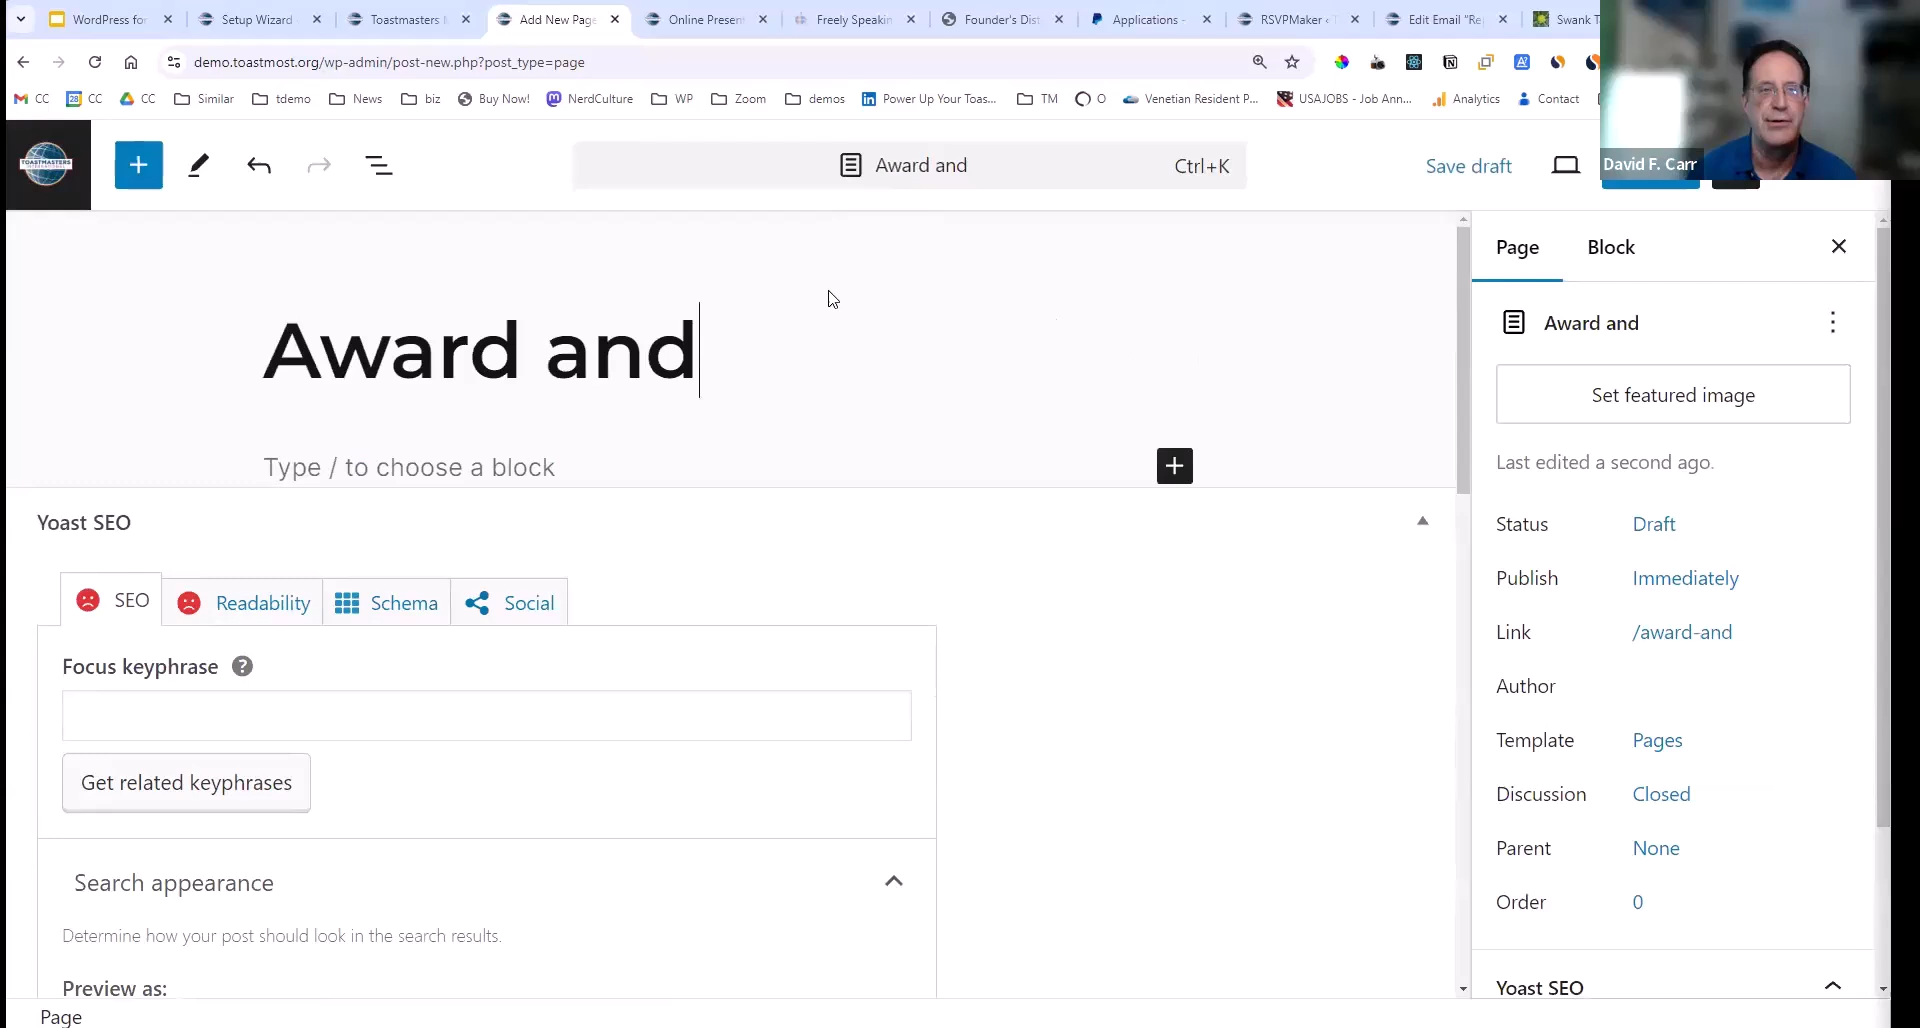 WordPress for
Setup Wizard
Toastmasters
Add New Page
Online Presen
Freely Speakin
Founder's Dist
Applications -
RSVPMaker ‹
Edit Email "Re
Swank T
demo.toastmost.org/wp-admin/post-new.php?post_type=page
CC
28 CC
CC
Similar
tdemo
News
biz
Buy Now!
NerdCulture
WP
Zoom
demos
Power Up Your Toas...
TM
O
Venetian Resident P...
USAJOBS - Job Ann...
Analytics
Contact
TOASTMASTERS
Award and
Ctrl+K
Save draft
David F. Carr
Award and
Type / to choose a block
Yoast SEO
SEO
Readability
Schema
Social
Focus keyphrase
Get related keyphrases
Search appearance
Determine how your post should look in the search results.
Preview as:
Page
Page
Block
Award and
Set featured image
Last edited a second ago.
Status Draft
Publish Immediately
Link /award-and
Author
Template Pages
Discussion Closed
Parent None
Order 0
Yoast SEO